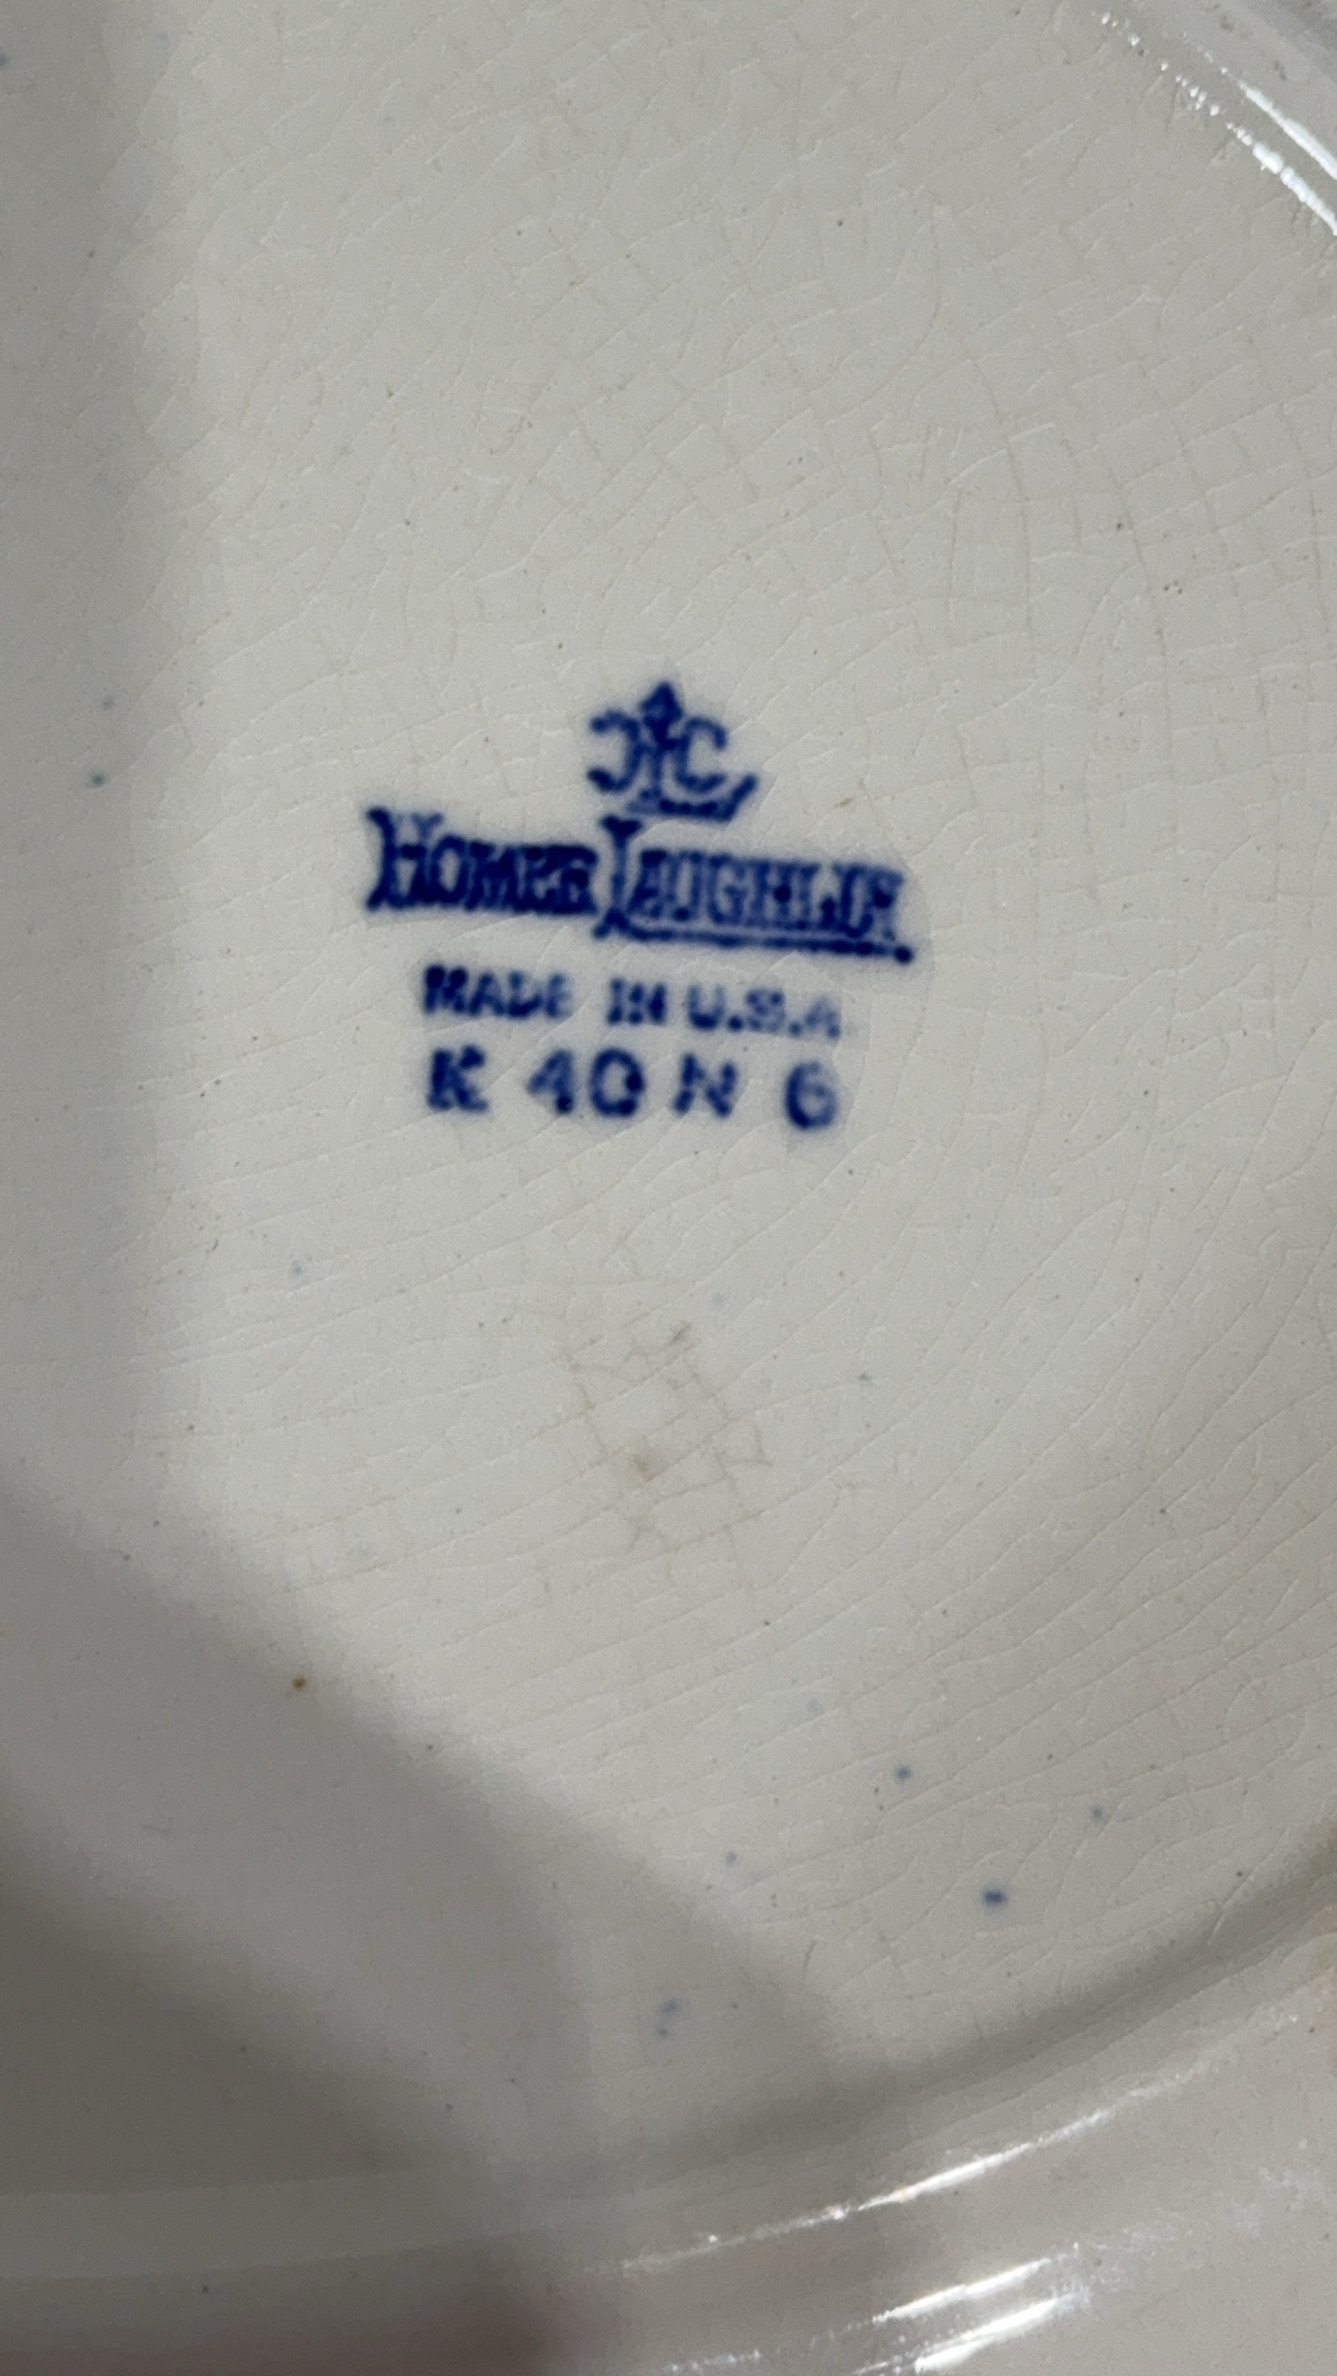 HLC
HOMER LAUGHLIN
MADE IN U.S.A.
K 40 N 6